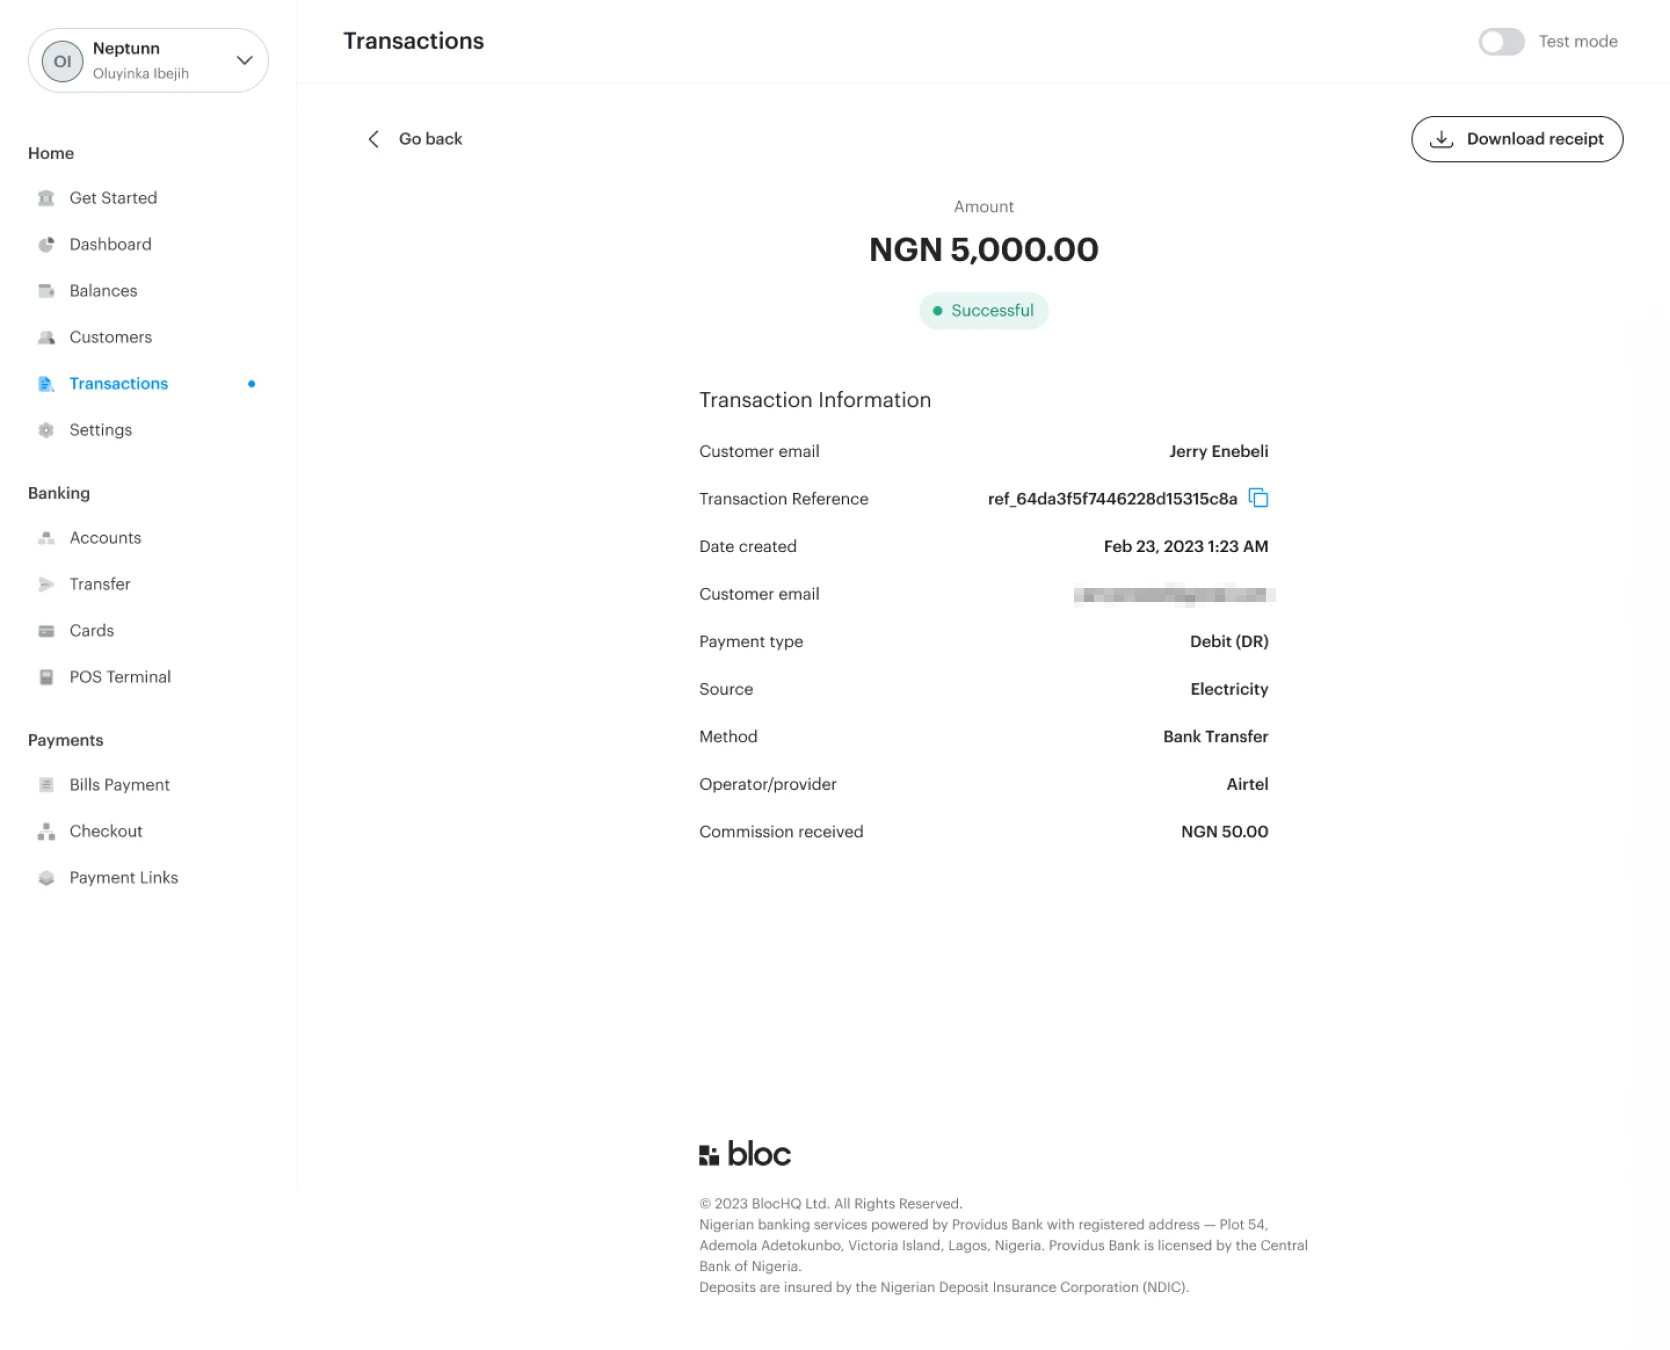 OI
Neptunn
Oluyinka Ibejih
Transactions
Test mode
Go back
Download receipt
Home
Get Started
Dashboard
Balances
Customers
Transactions
Settings
Banking
Accounts
Transfer
Cards
POS Terminal
Payments
Bills Payment
Checkout
Payment Links
Amount
NGN 5,000.00
Successful
Transaction Information
Customer email Jerry Enebeli
Transaction Reference ref_64da3f5f7446228d15315c8a
Date created Feb 23, 2023 1:23 AM
Customer email
Payment type Debit (DR)
Source Electricity
Method Bank Transfer
Operator/provider Airtel
Commission received NGN 50.00
bloc
© 2023 BlocHQ Ltd. All Rights Reserved.
Nigerian banking services powered by Providus Bank with registered address — Plot 54,
Ademola Adetokunbo, Victoria Island, Lagos, Nigeria. Providus Bank is licensed by the Central
Bank of Nigeria.
Deposits are insured by the Nigerian Deposit Insurance Corporation (NDIC).